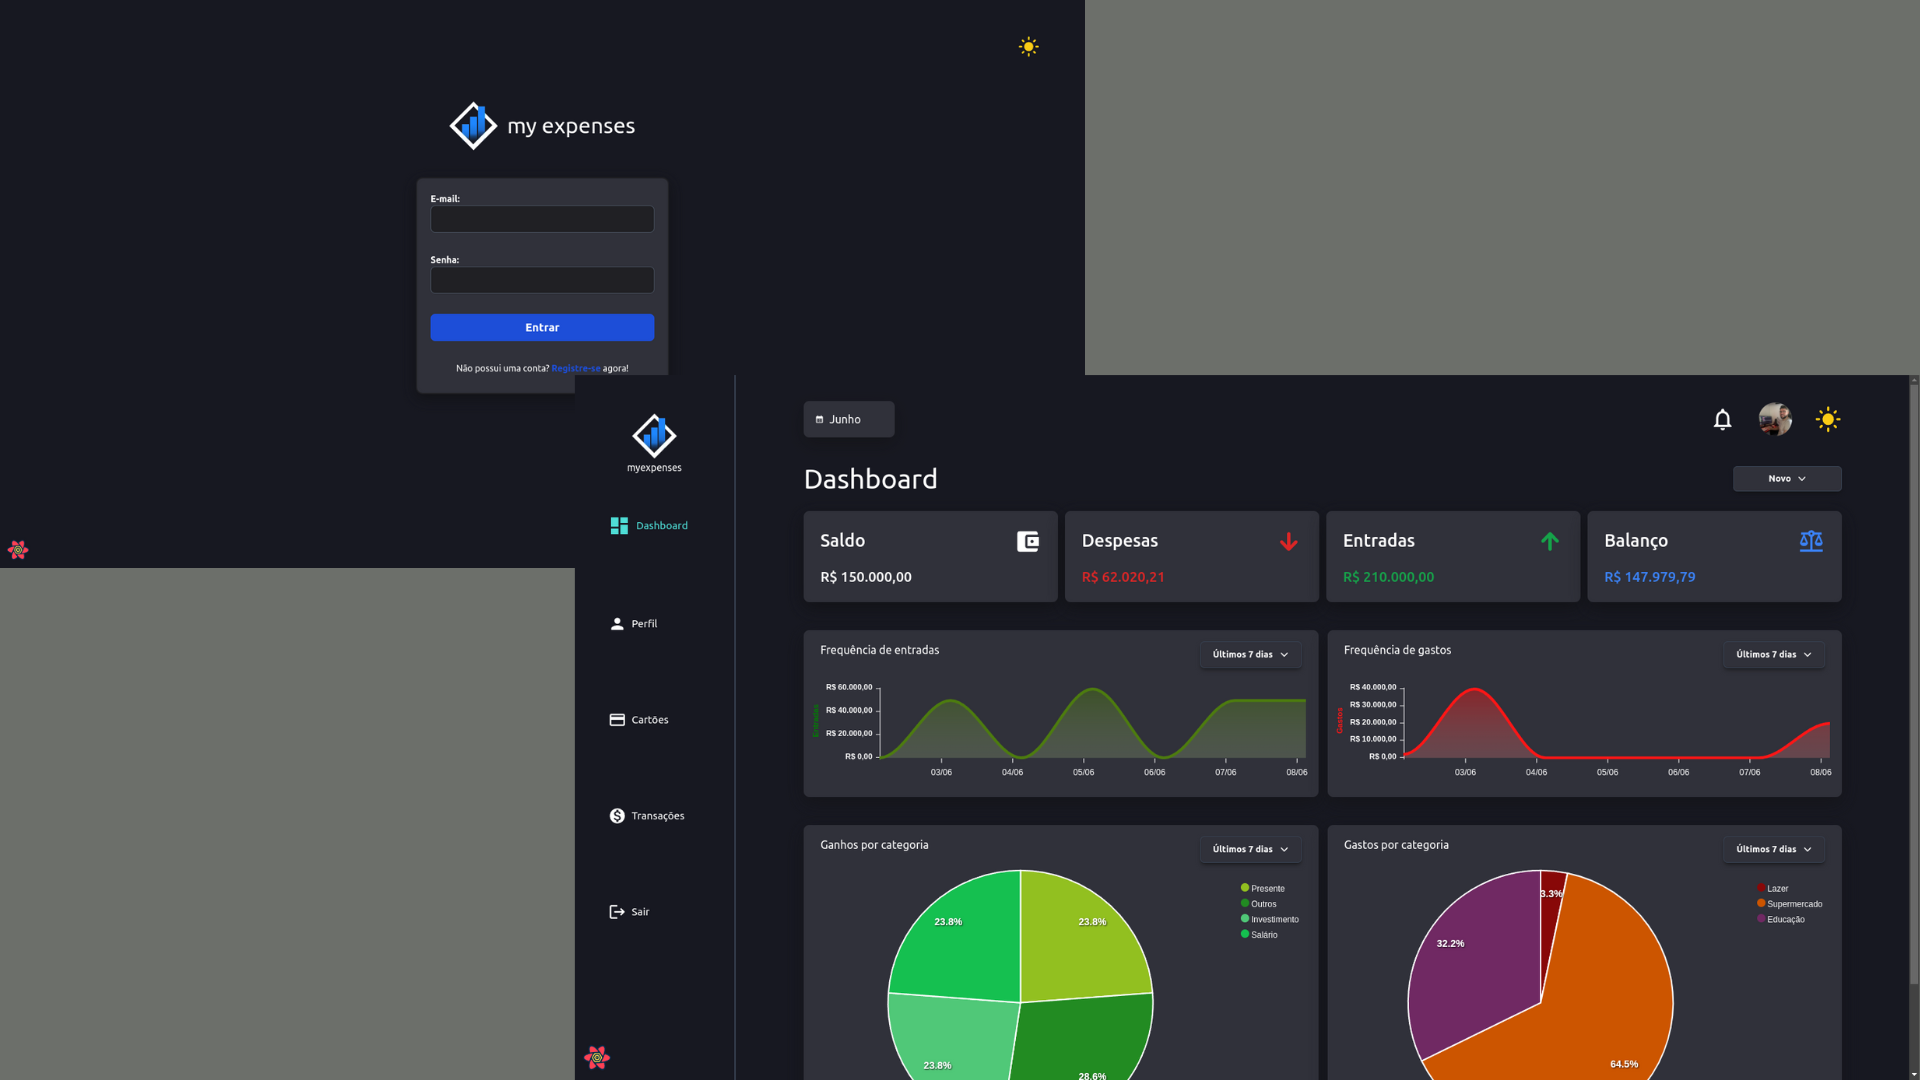 my expenses
E-mail:
Senha:
Entrar
Não possui uma conta? Registre-se agora!
myexpenses
Dashboard
Perfil
Cartões
Transações
Sair
Junho
Dashboard
Novo
Saldo
R$ 150.000,00
Despesas
R$ 62.020,21
Entradas
R$ 210.000,00
Balanço
R$ 147.979,79
Frequência de entradas
Últimos 7 dias
Entradas
R$ 60.000,00
R$ 40.000,00
R$ 20.000,00
R$ 0,00
03/06 04/06 05/06 06/06 07/06 08/06
Frequência de gastos
Últimos 7 dias
Gastos
R$ 40.000,00
R$ 30.000,00
R$ 20.000,00
R$ 10.000,00
R$ 0,00
03/06 04/06 05/06 06/06 07/06 08/06
Ganhos por categoria
Últimos 7 dias
Presente
Outros
Investimento
Salário
23.8% 23.8%
23.8% 28.6%
Gastos por categoria
Últimos 7 dias
Lazer
Supermercado
Educação
3.3%
32.2%
64.5%